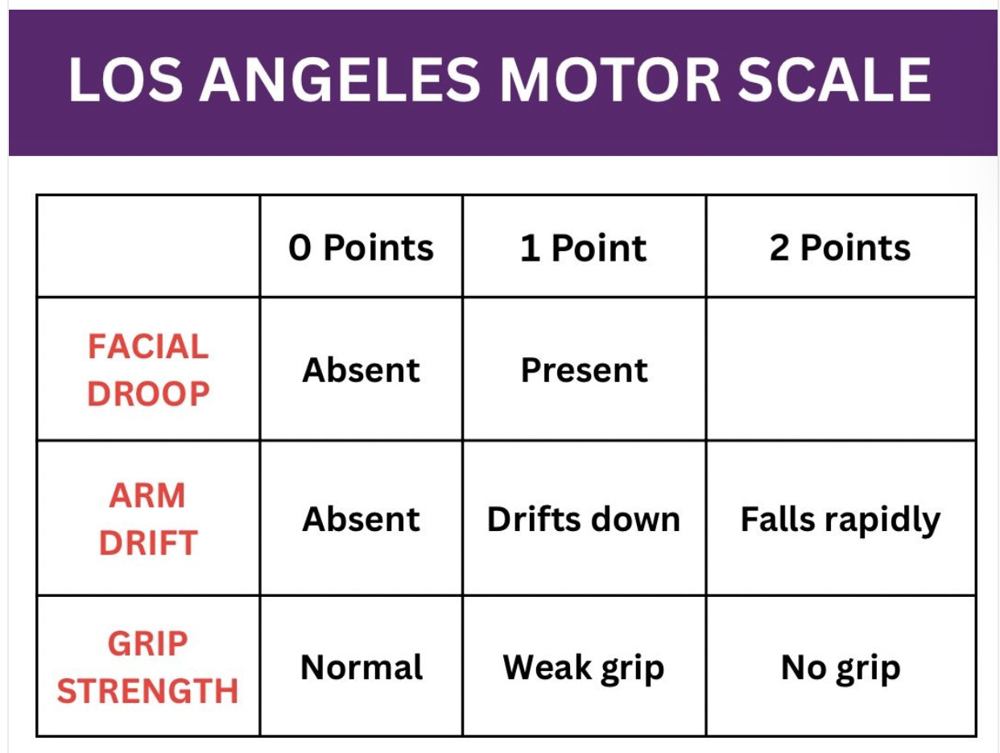 LOS ANGELES MOTOR SCALE
0 Points 1 Point 2 Points
FACIAL
DROOP
Absent Present
ARM
DRIFT
Absent Drifts down Falls rapidly
GRIP
STRENGTH
Normal Weak grip No grip